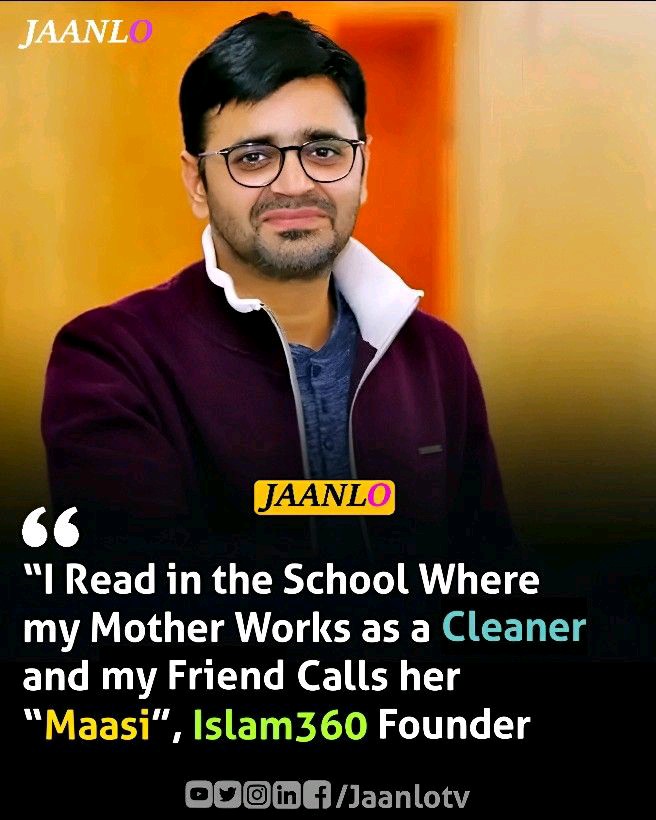 JAANLO
JAANLO
“
“I Read in the School Where
my Mother Works as a Cleaner
and my Friend Calls her
“Maasi”, Islam360 Founder
/Jaanlotv